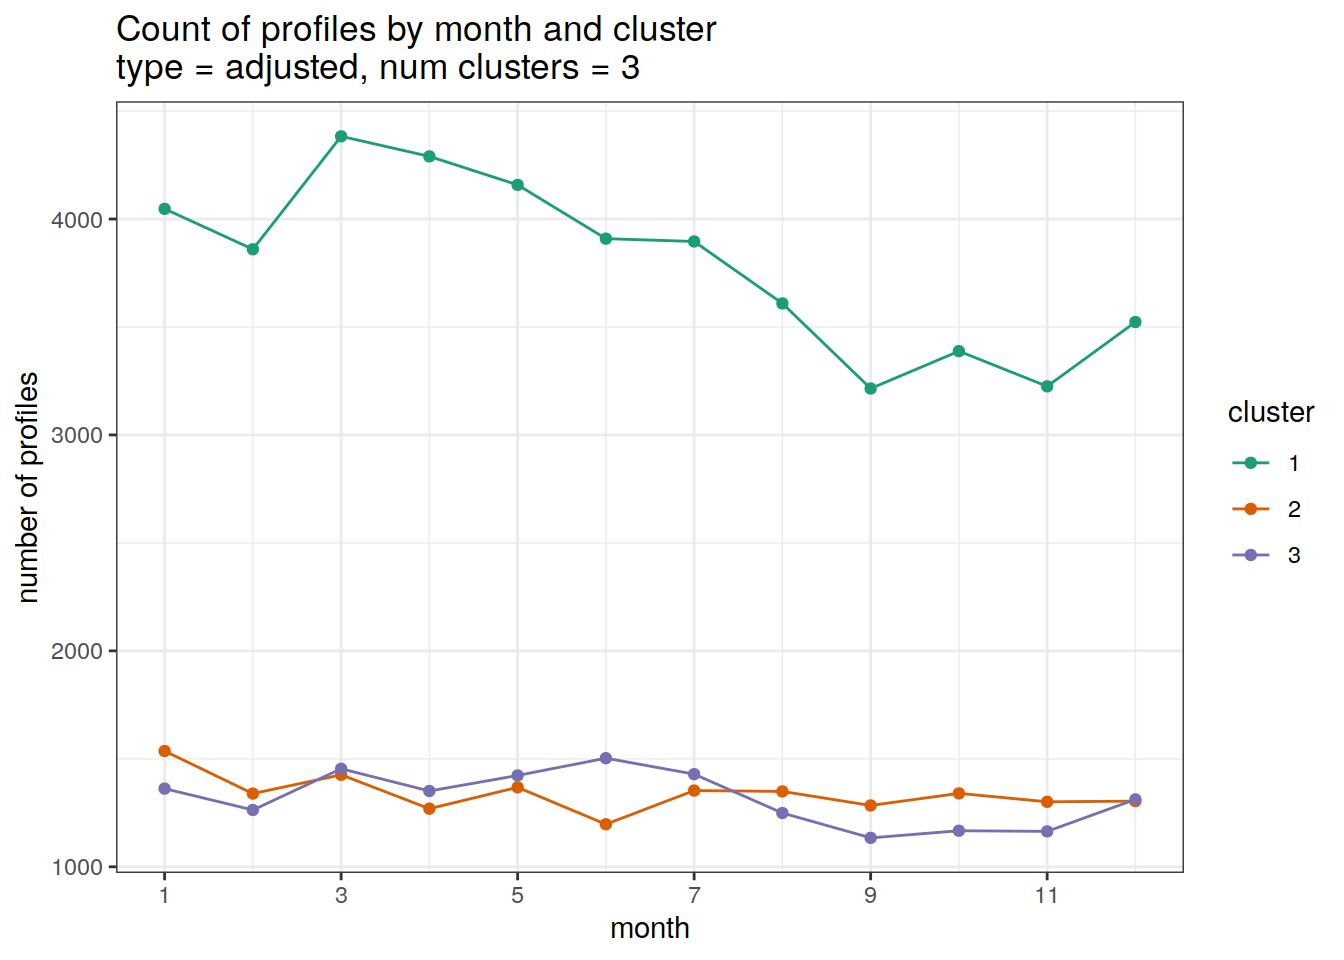 Count of profiles by month and cluster
type = adjusted, num clusters = 3
number of profiles
4000
3000
2000
1000
1
3
5
7
9
11
month
cluster
1
2
3